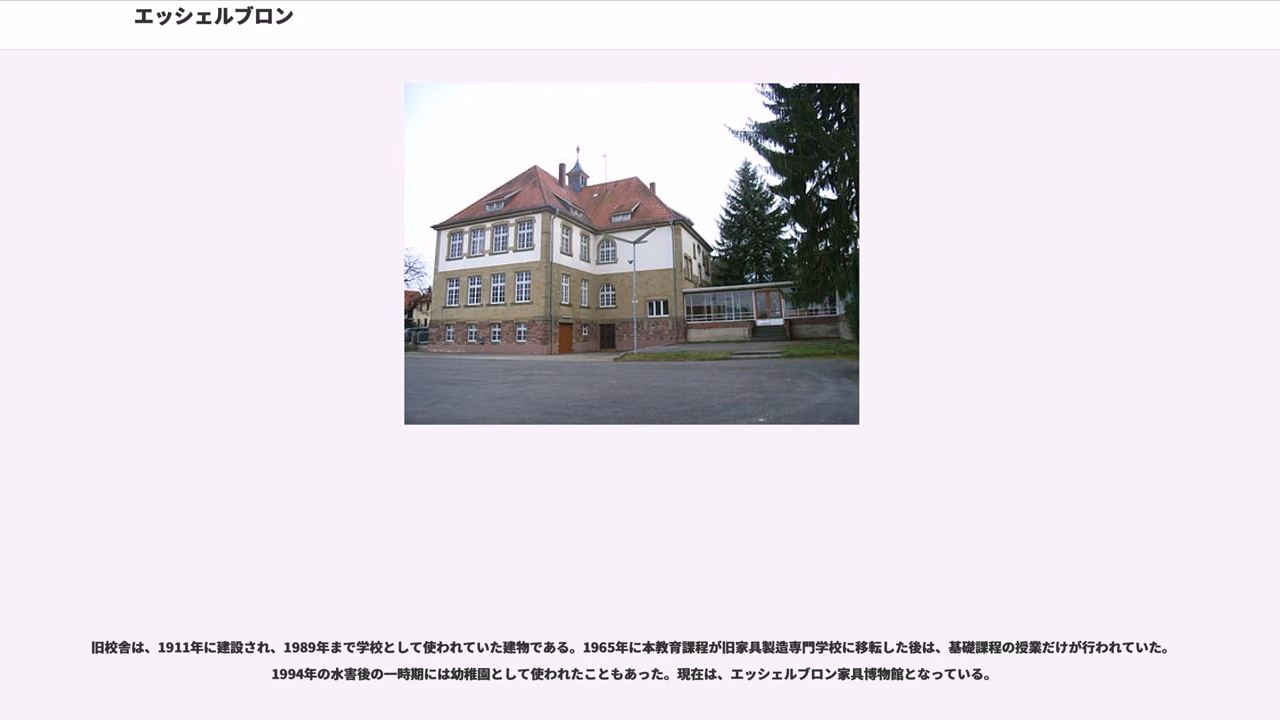 エッシェルブロン
旧校舎は、1911年に建設され、1989年まで学校として使われていた建物である。1965年に本教育課程が旧家具製造専門学校に移転した後は、基礎課程の授業だけが行われていた。
1994年の水害後の一時期には幼稚園として使われたこともあった。現在は、エッシェルブロン家具博物館となっている。